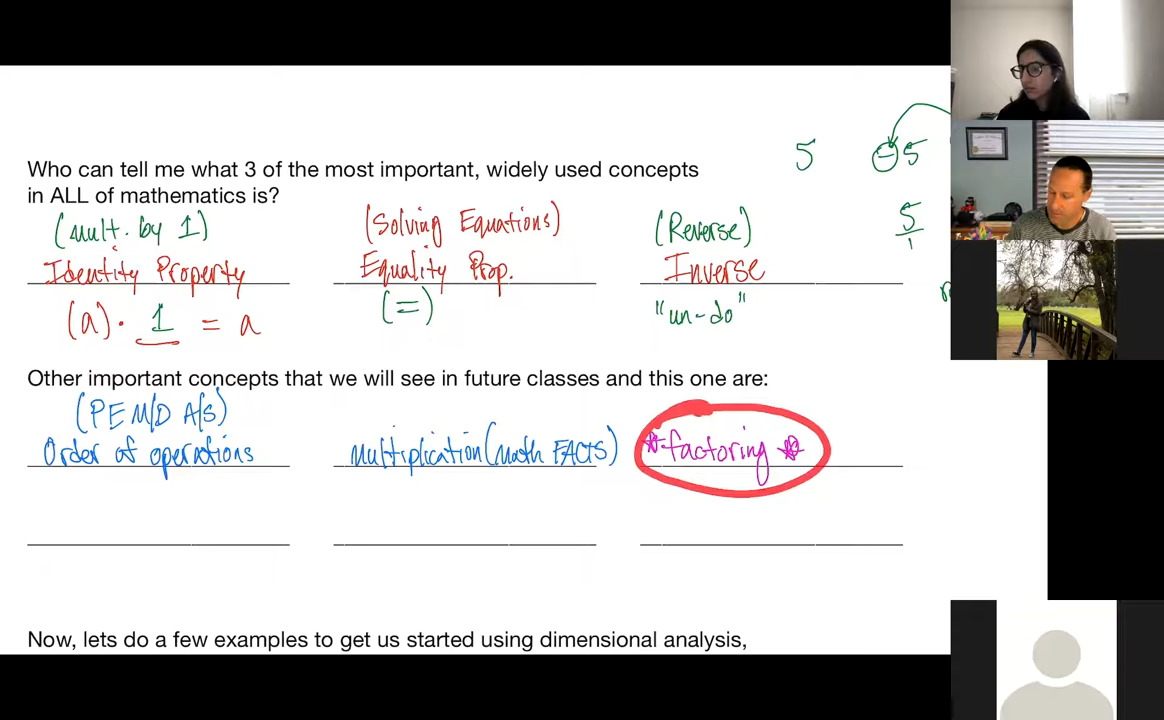 5 -5
Who can tell me what 3 of the most important, widely used concepts
in ALL of mathematics is?
(mult. by 1) (Solving Equations) (Reverse) 5/1
Identity Property Equality Prop. Inverse
(a) · 1 = a (=) "un-do"
Other important concepts that we will see in future classes and this one are:
(PE M/D A/S)
Order of operations multiplication (math FACTS) *factoring*
Now, lets do a few examples to get us started using dimensional analysis,